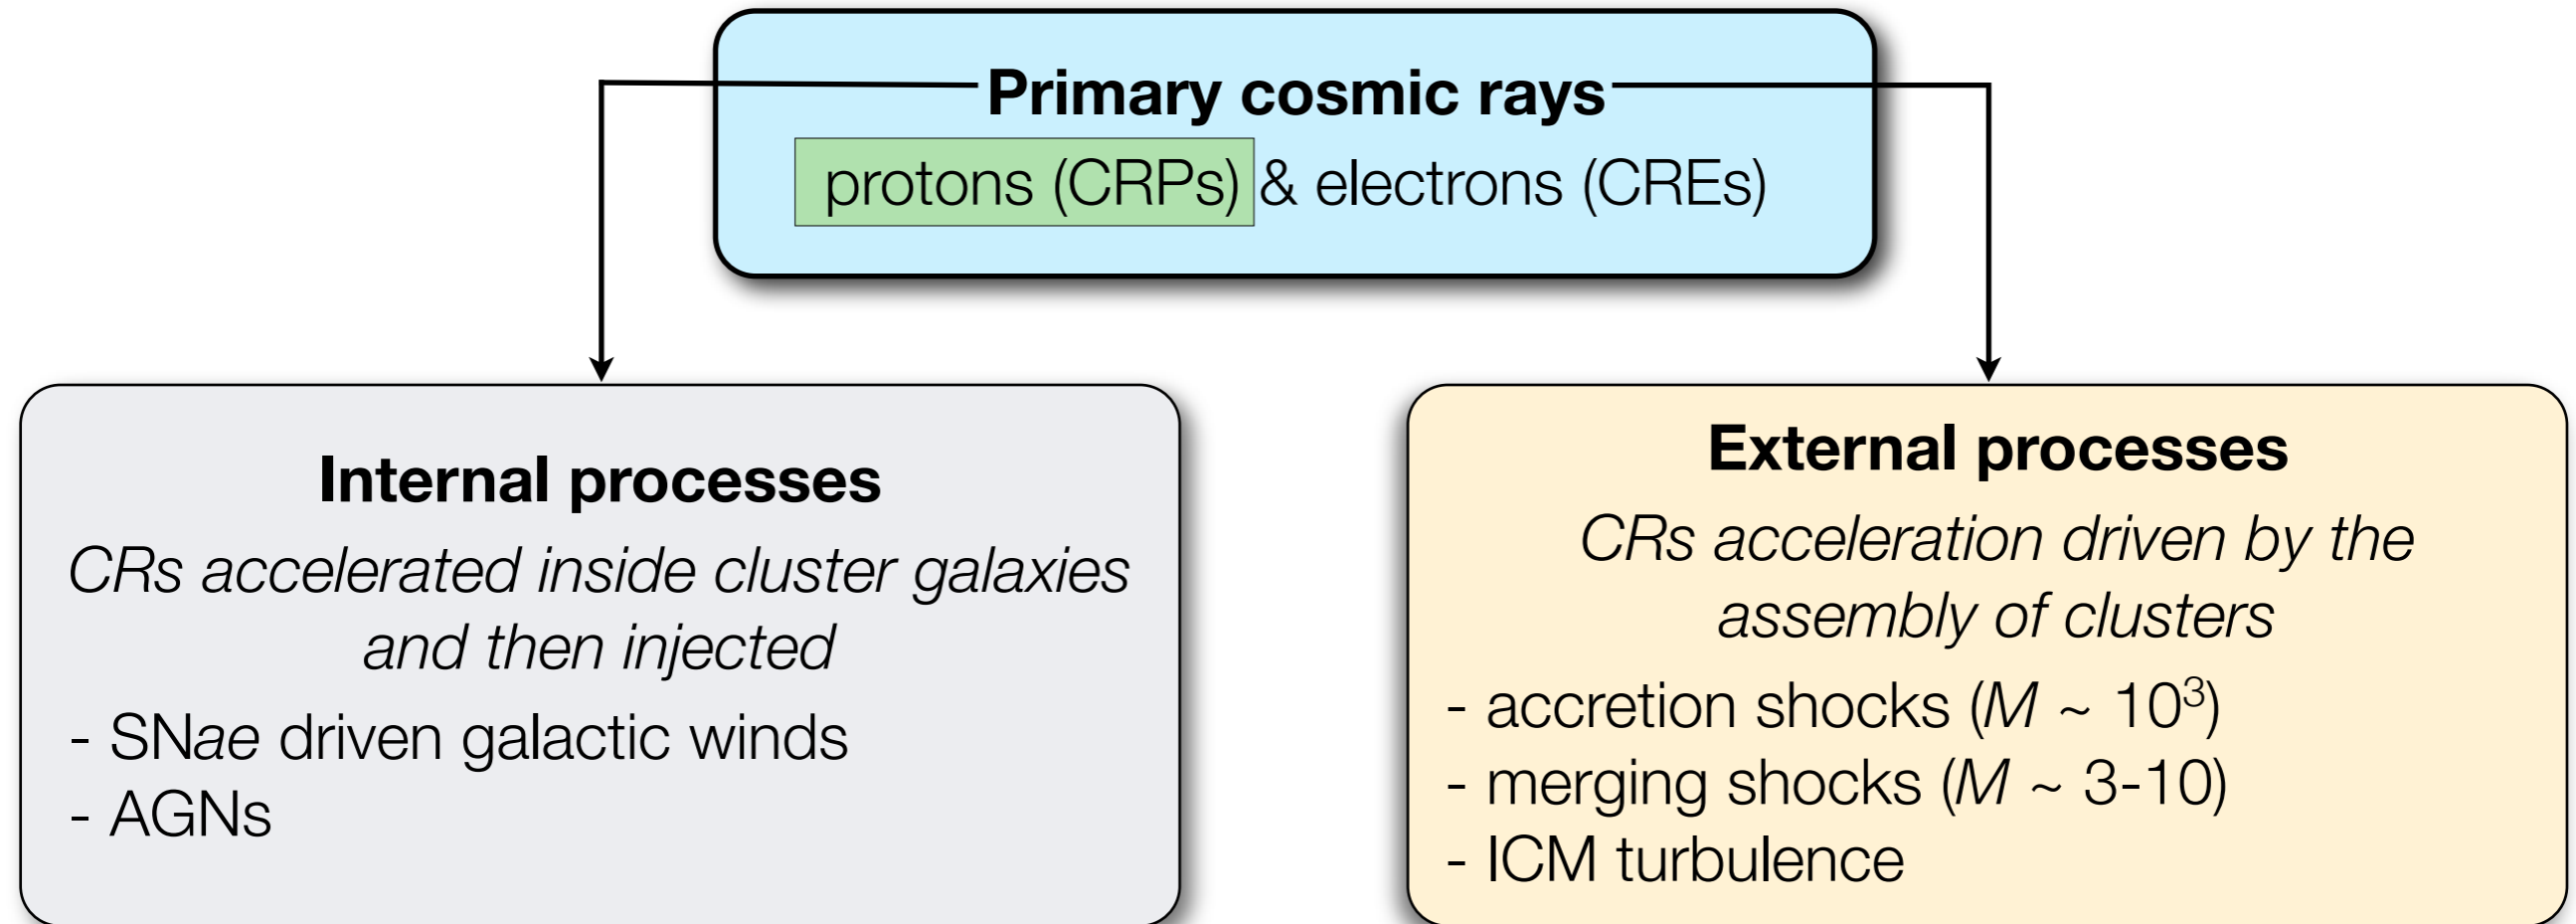 Primary cosmic rays
protons (CRPs) & electrons (CREs)
Internal processes
CRs accelerated inside cluster galaxies
and then injected
- SNae driven galactic winds
- AGNs
External processes
CRs acceleration driven by the
assembly of clusters
- accretion shocks (M ~ 10³)
- merging shocks (M ~ 3-10)
- ICM turbulence